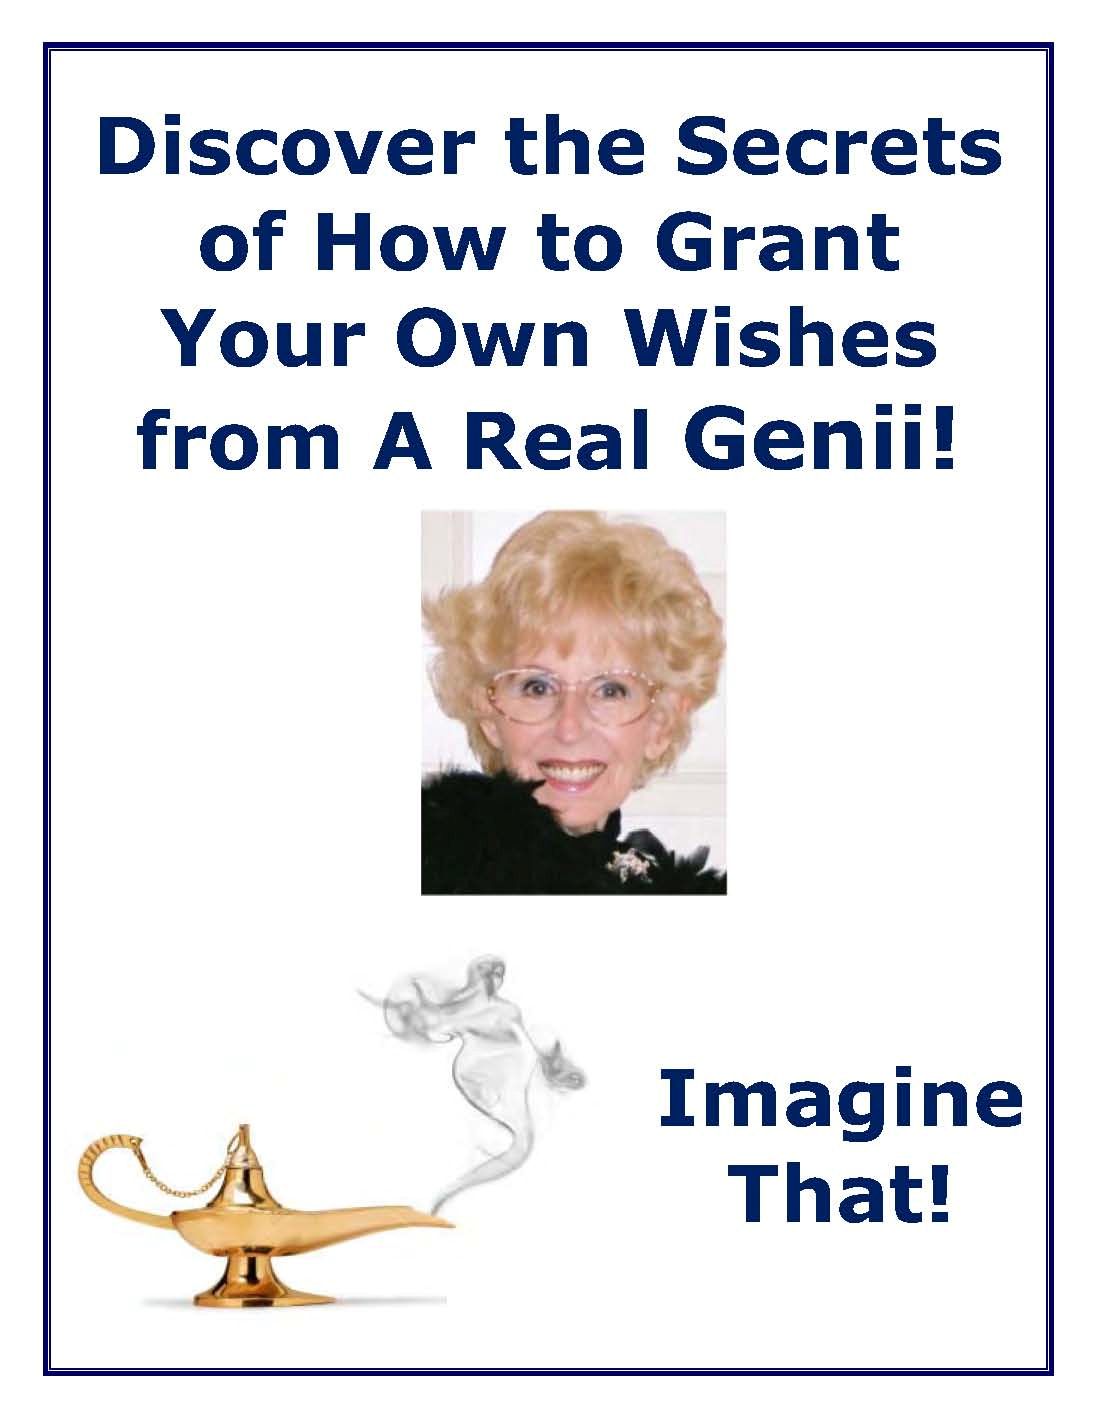 Discover the Secrets
of How to Grant
Your Own Wishes
from A Real Genii!
Imagine
That!